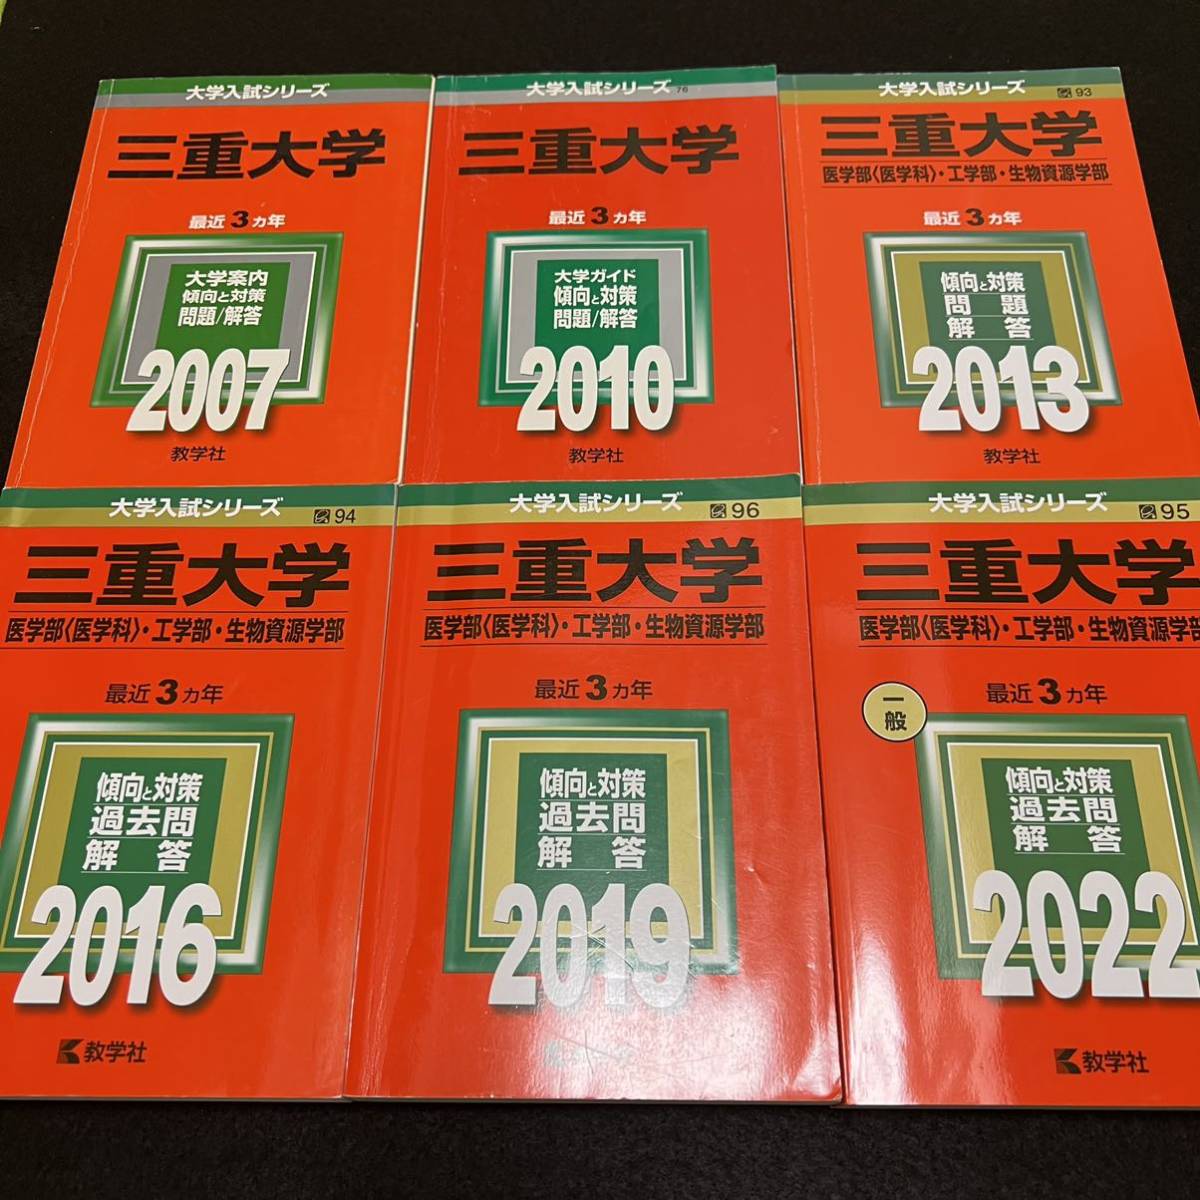 大学入試シリーズ
三重大学
最近3ヵ年
大学案内
傾向と対策
問題/解答
2007
教学社
大学入試シリーズ
76
三重大学
最近3ヵ年
大学ガイド
傾向と対策
問題/解答
2010
教学社
大学入試シリーズ
93
三重大学
医学部〈医学科〉・工学部・生物資源学部
最近3ヵ年
傾向と対策
問題
解答
2013
教学社
大学入試シリーズ
94
三重大学
医学部〈医学科〉・工学部・生物資源学部
最近3ヵ年
傾向と対策
過去問
解答
2016
教学社
大学入試シリーズ
96
三重大学
医学部〈医学科〉・工学部・生物資源学部
最近3ヵ年
傾向と対策
過去問
解答
2019
大学入試シリーズ
95
三重大学
医学部〈医学科〉・工学部・生物資源学部
一般
最近3ヵ年
傾向と対策
過去問
解答
2022
教学社